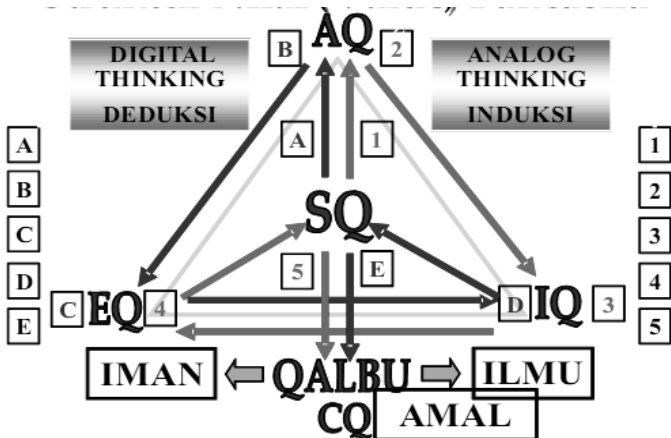 AQ
B
2
DIGITAL
THINKING
DEDUKSI
ANALOG
THINKING
INDUKSI
A
1
A
B
C
D
E
1
2
3
4
5
SQ
5
E
C EQ 4
D IQ 3
IMAN
QALBU
ILMU
CQ
AMAL